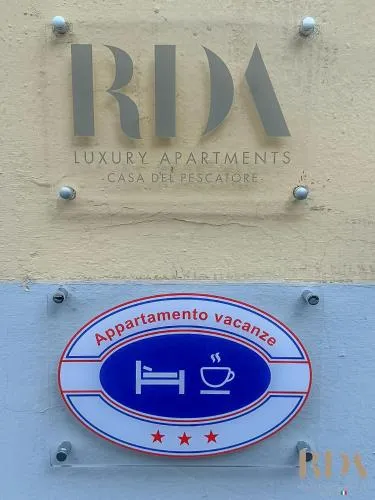 RDA
LUXURY APARTMENTS
·CASA DEL PESCATORE·
Appartamento vacanze
RDA